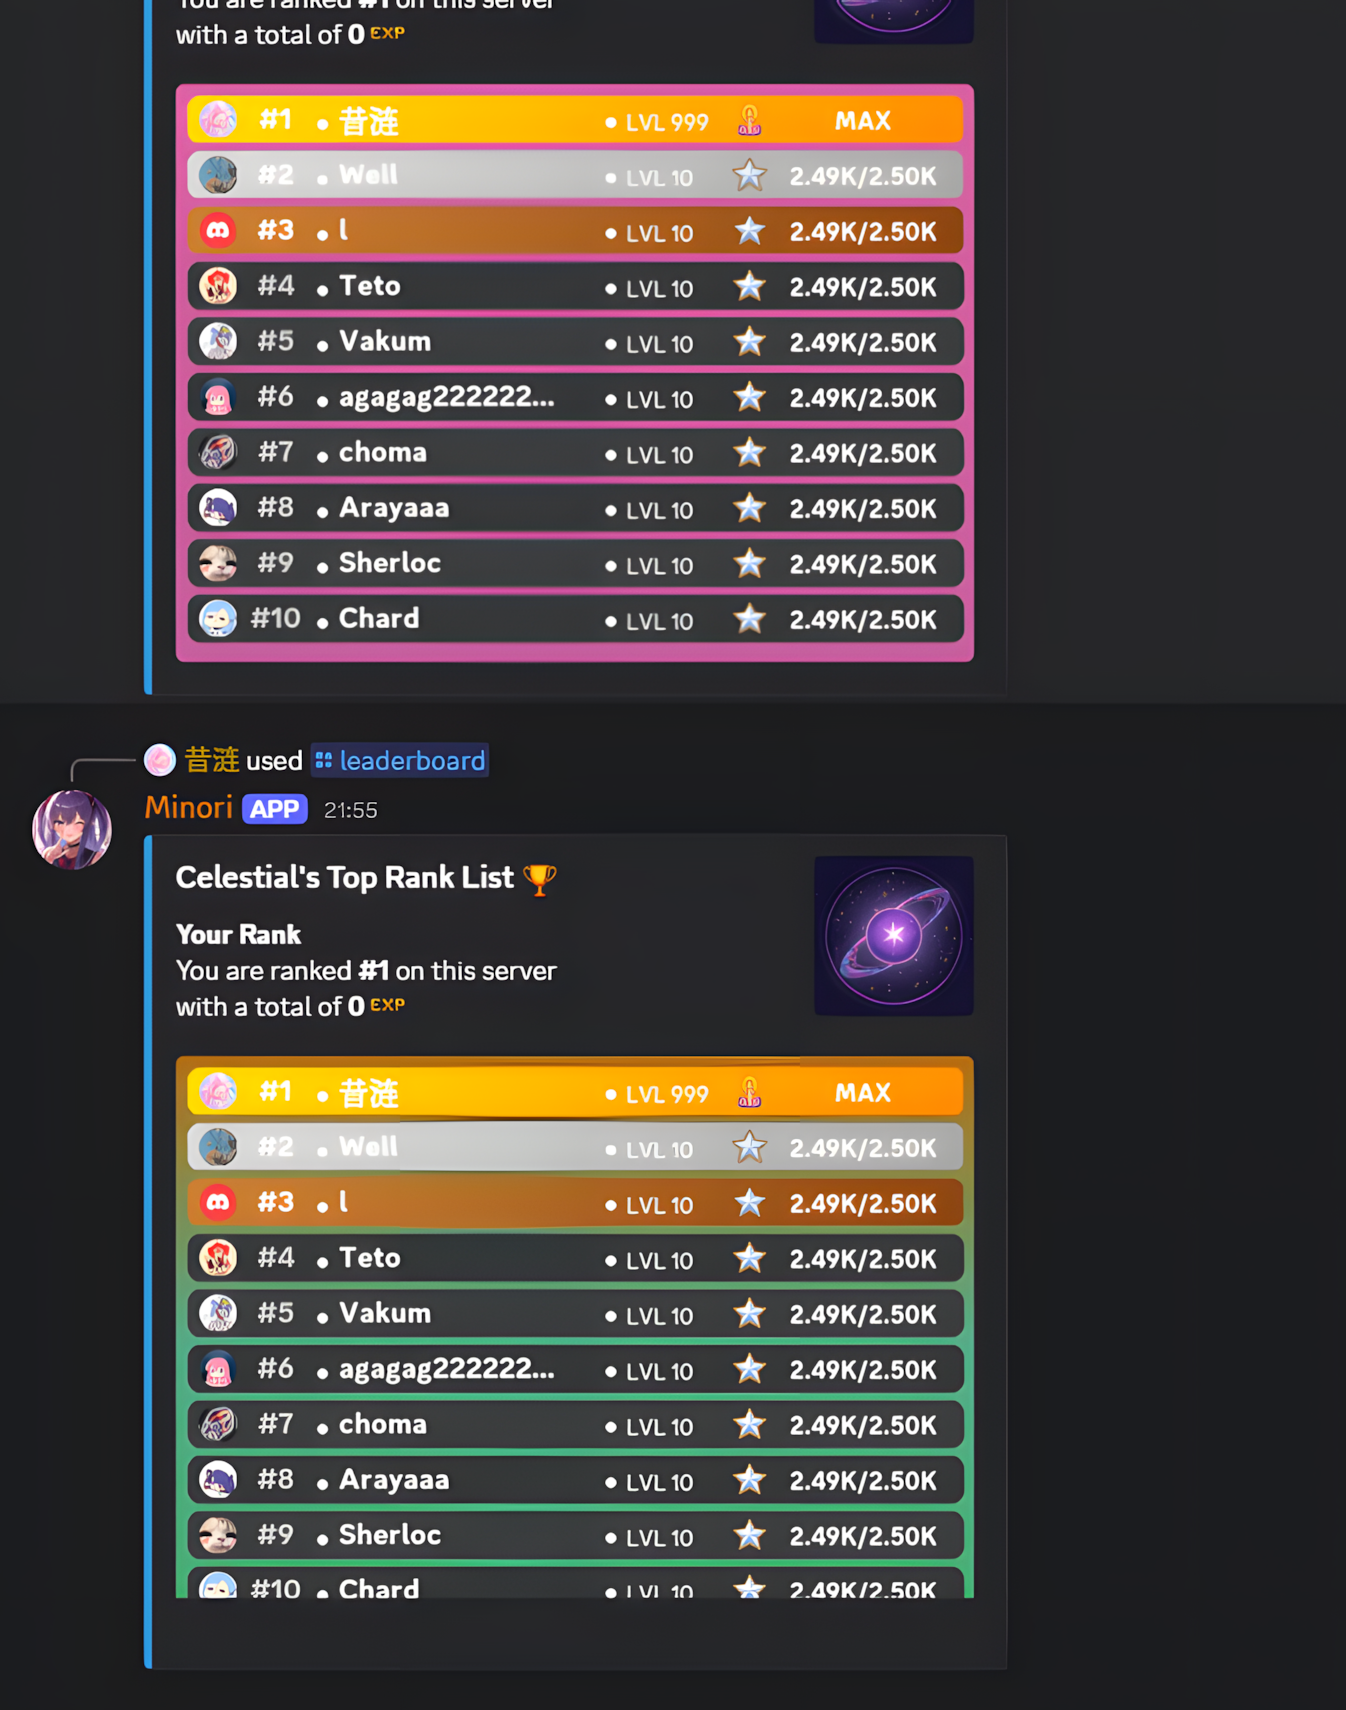 You are ranked #1 on this server
with a total of 0 EXP
#1 • 昔涟 • LVL 999 MAX
#2 • Well • LVL 10 2.49K/2.50K
#3 • l • LVL 10 2.49K/2.50K
#4 • Teto • LVL 10 2.49K/2.50K
#5 • Vakum • LVL 10 2.49K/2.50K
#6 • agagag222222... • LVL 10 2.49K/2.50K
#7 • choma • LVL 10 2.49K/2.50K
#8 • Arayaaa • LVL 10 2.49K/2.50K
#9 • Sherloc • LVL 10 2.49K/2.50K
#10 • Chard • LVL 10 2.49K/2.50K
昔涟 used leaderboard
Minori APP 21:55
Celestial's Top Rank List 🏆
Your Rank
You are ranked #1 on this server
with a total of 0 EXP
#1 • 昔涟 • LVL 999 MAX
#2 • Well • LVL 10 2.49K/2.50K
#3 • l • LVL 10 2.49K/2.50K
#4 • Teto • LVL 10 2.49K/2.50K
#5 • Vakum • LVL 10 2.49K/2.50K
#6 • agagag222222... • LVL 10 2.49K/2.50K
#7 • choma • LVL 10 2.49K/2.50K
#8 • Arayaaa • LVL 10 2.49K/2.50K
#9 • Sherloc • LVL 10 2.49K/2.50K
#10 • Chard • LVL 10 2.49K/2.50K